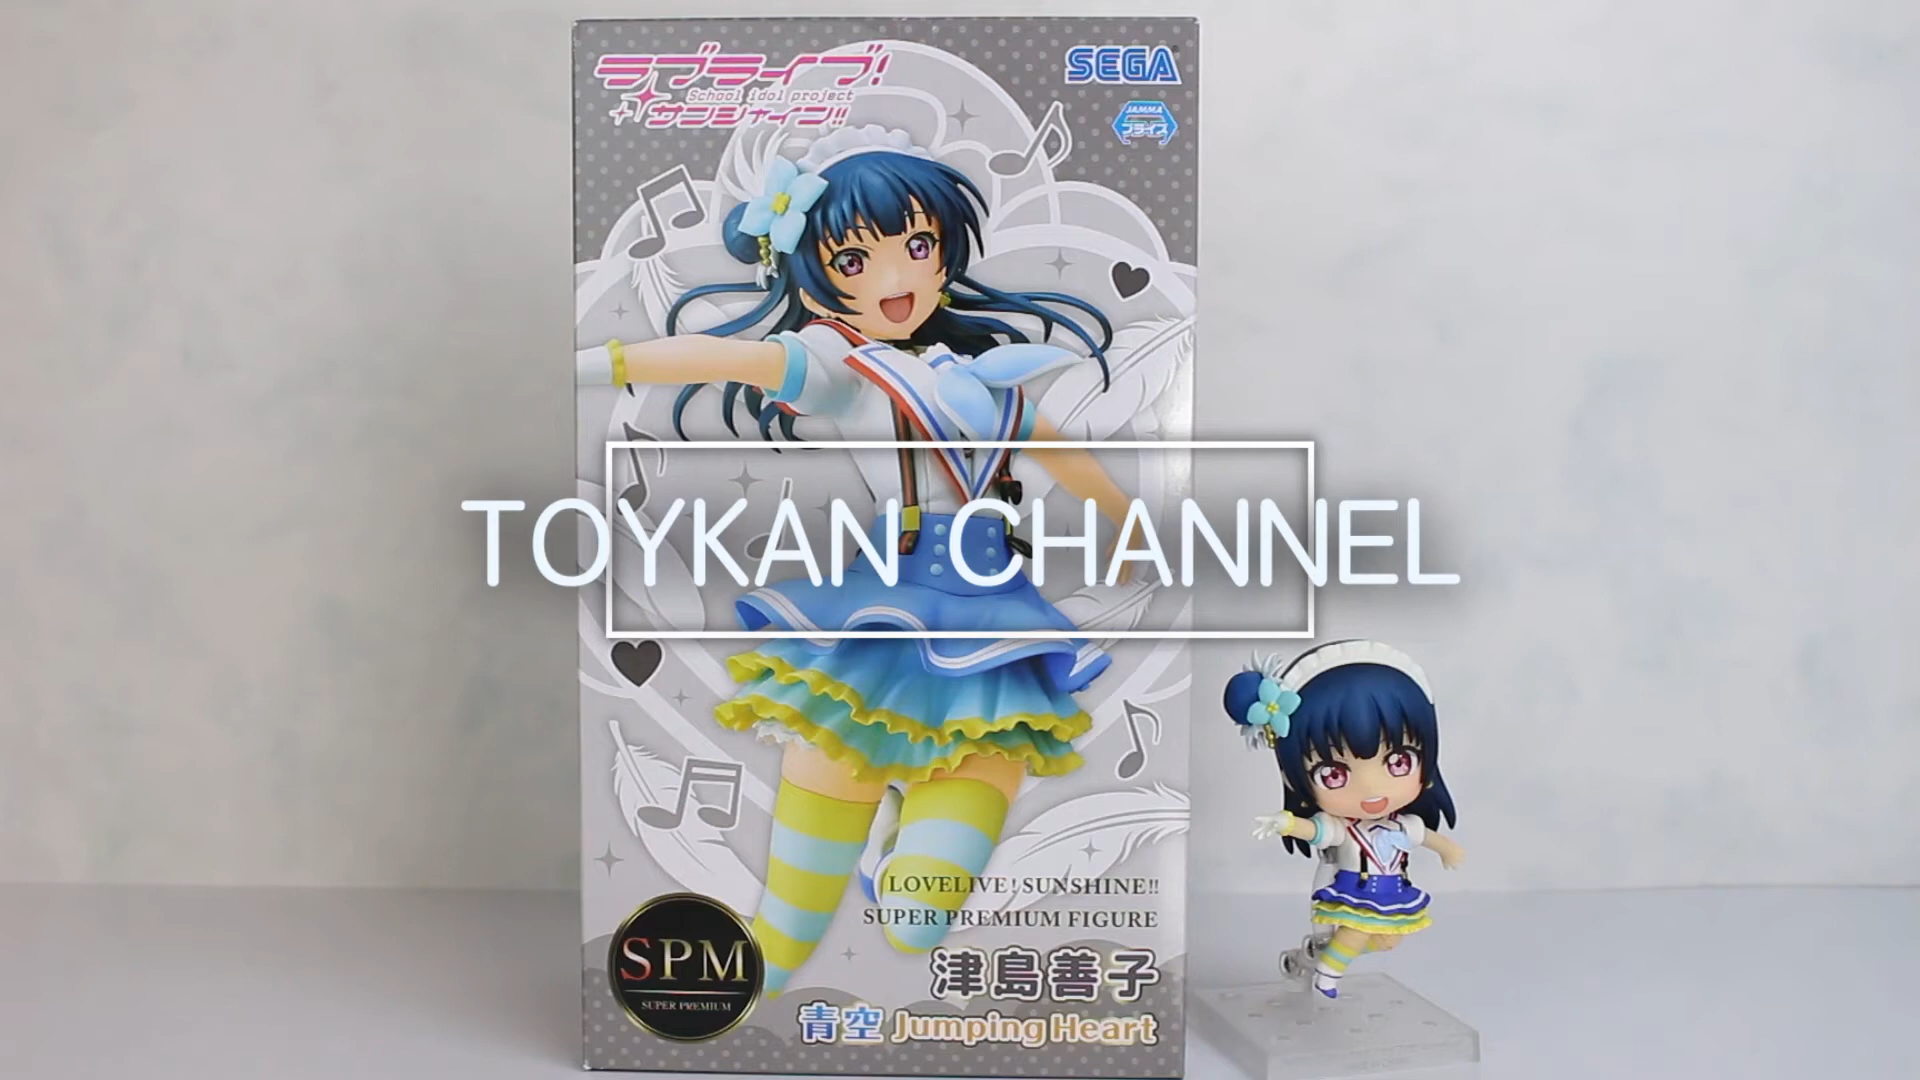 ラブライブ!
School idol project
サンシャイン!!
SEGA
JAMMA
プライズ
TOYKAN CHANNEL
LOVELIVE! SUNSHINE!!
SUPER PREMIUM FIGURE
津島善子
青空 Jumping Heart
SPM
SUPER PREMIUM